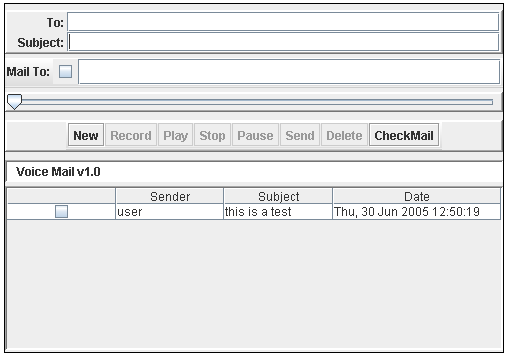 To:
Subject:
Mail To:
New Record Play Stop Pause Send Delete CheckMail
Voice Mail v1.0
Sender Subject Date
user this is a test Thu, 30 Jun 2005 12:50:19